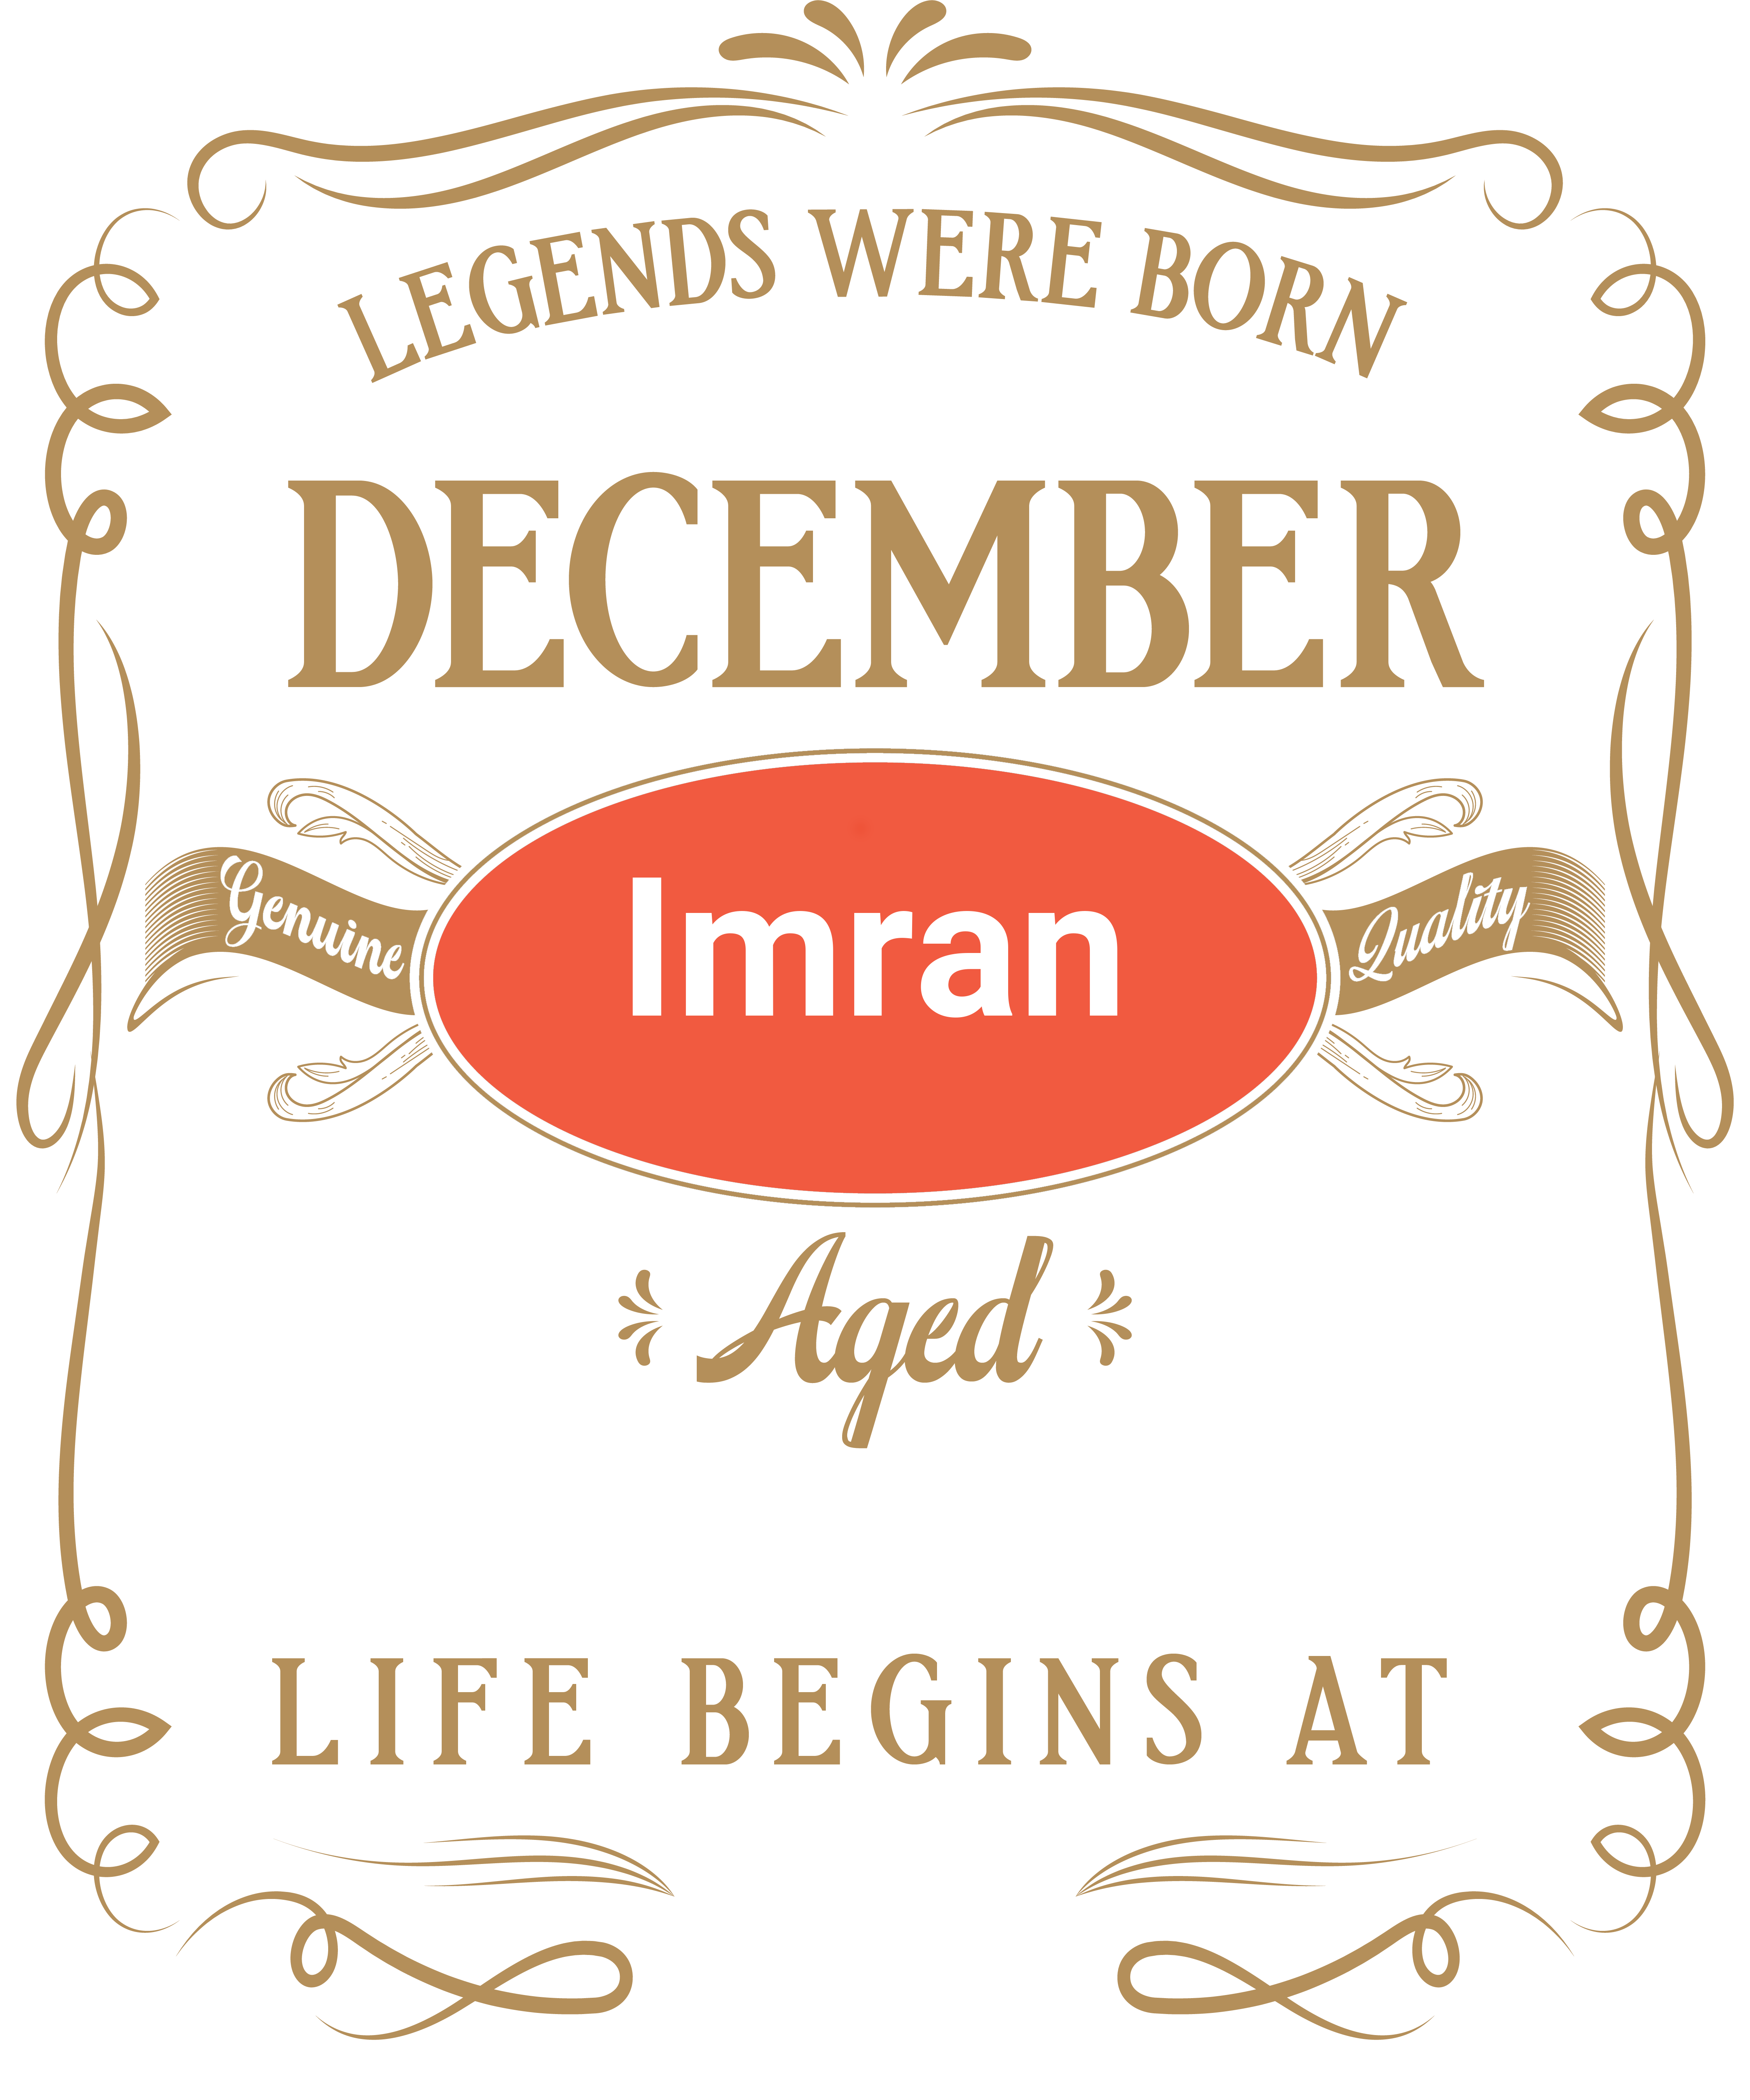 LEGENDS WERE BORN
DECEMBER
Genuine
Imran
Quality
Aged
LIFE BEGINS AT